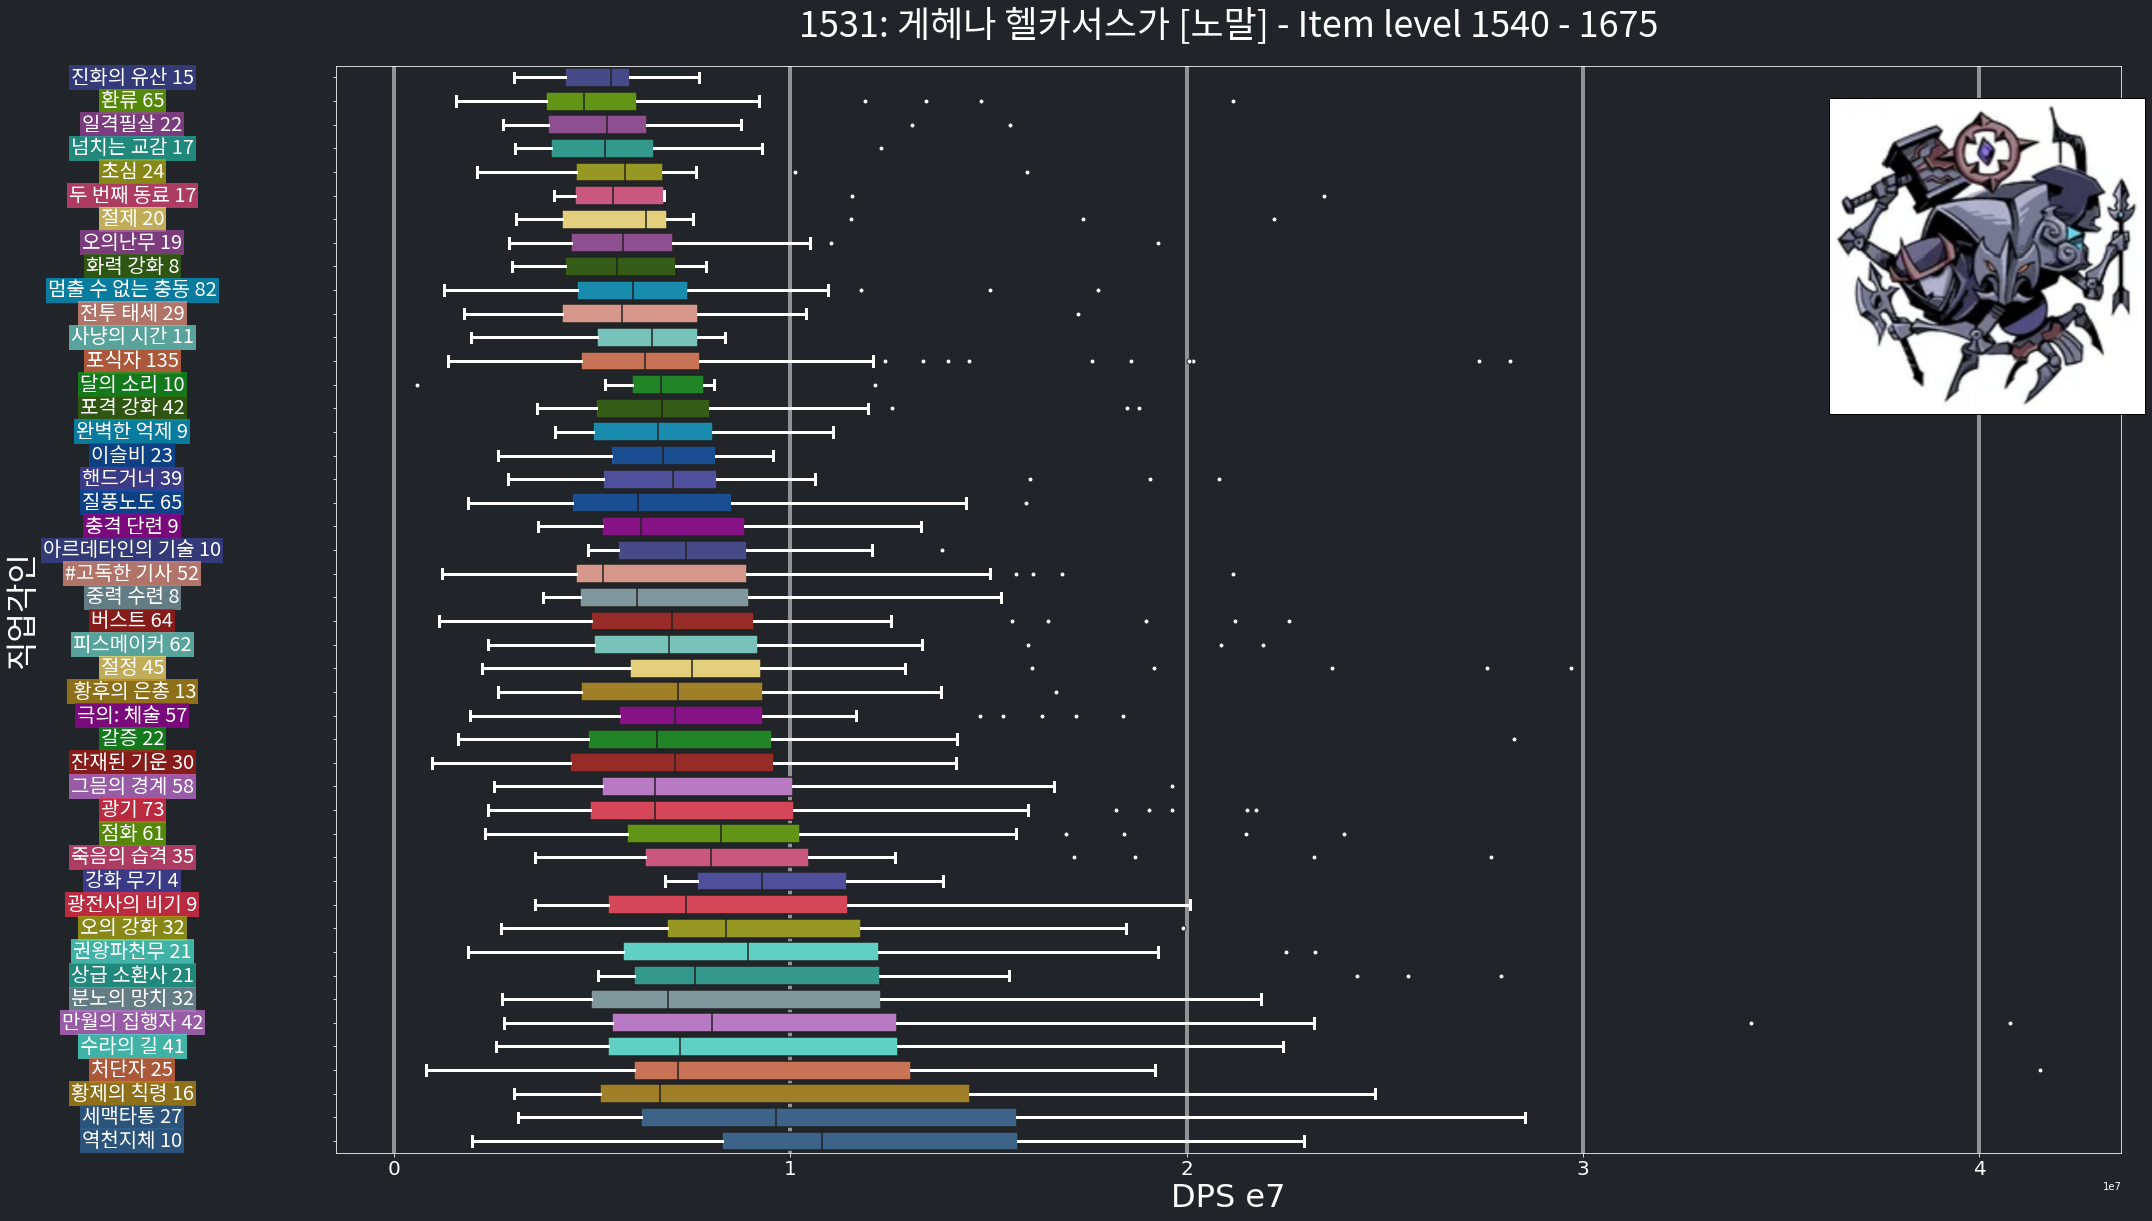 1531: 게헤나 헬카서스가 [노말] - Item level 1540 - 1675
직업각인
진화의 유산 15
환류 65
일격필살 22
넘치는 교감 17
초심 24
두 번째 동료 17
절제 20
오의난무 19
화력 강화 8
멈출 수 없는 충동 82
전투 태세 29
사냥의 시간 11
포식자 135
달의 소리 10
포격 강화 42
완벽한 억제 9
이슬비 23
핸드거너 39
질풍노도 65
충격 단련 9
아르데타인의 기술 10
#고독한 기사 52
중력 수련 8
버스트 64
피스메이커 62
절정 45
황후의 은총 13
극의: 체술 57
갈증 22
잔재된 기운 30
그믐의 경계 58
광기 73
점화 61
죽음의 습격 35
강화 무기 4
광전사의 비기 9
오의 강화 32
권왕파천무 21
상급 소환사 21
분노의 망치 32
만월의 집행자 42
수라의 길 41
처단자 25
황제의 칙령 16
세맥타통 27
역천지체 10
0 1 2 3 4
1e7
DPS e7